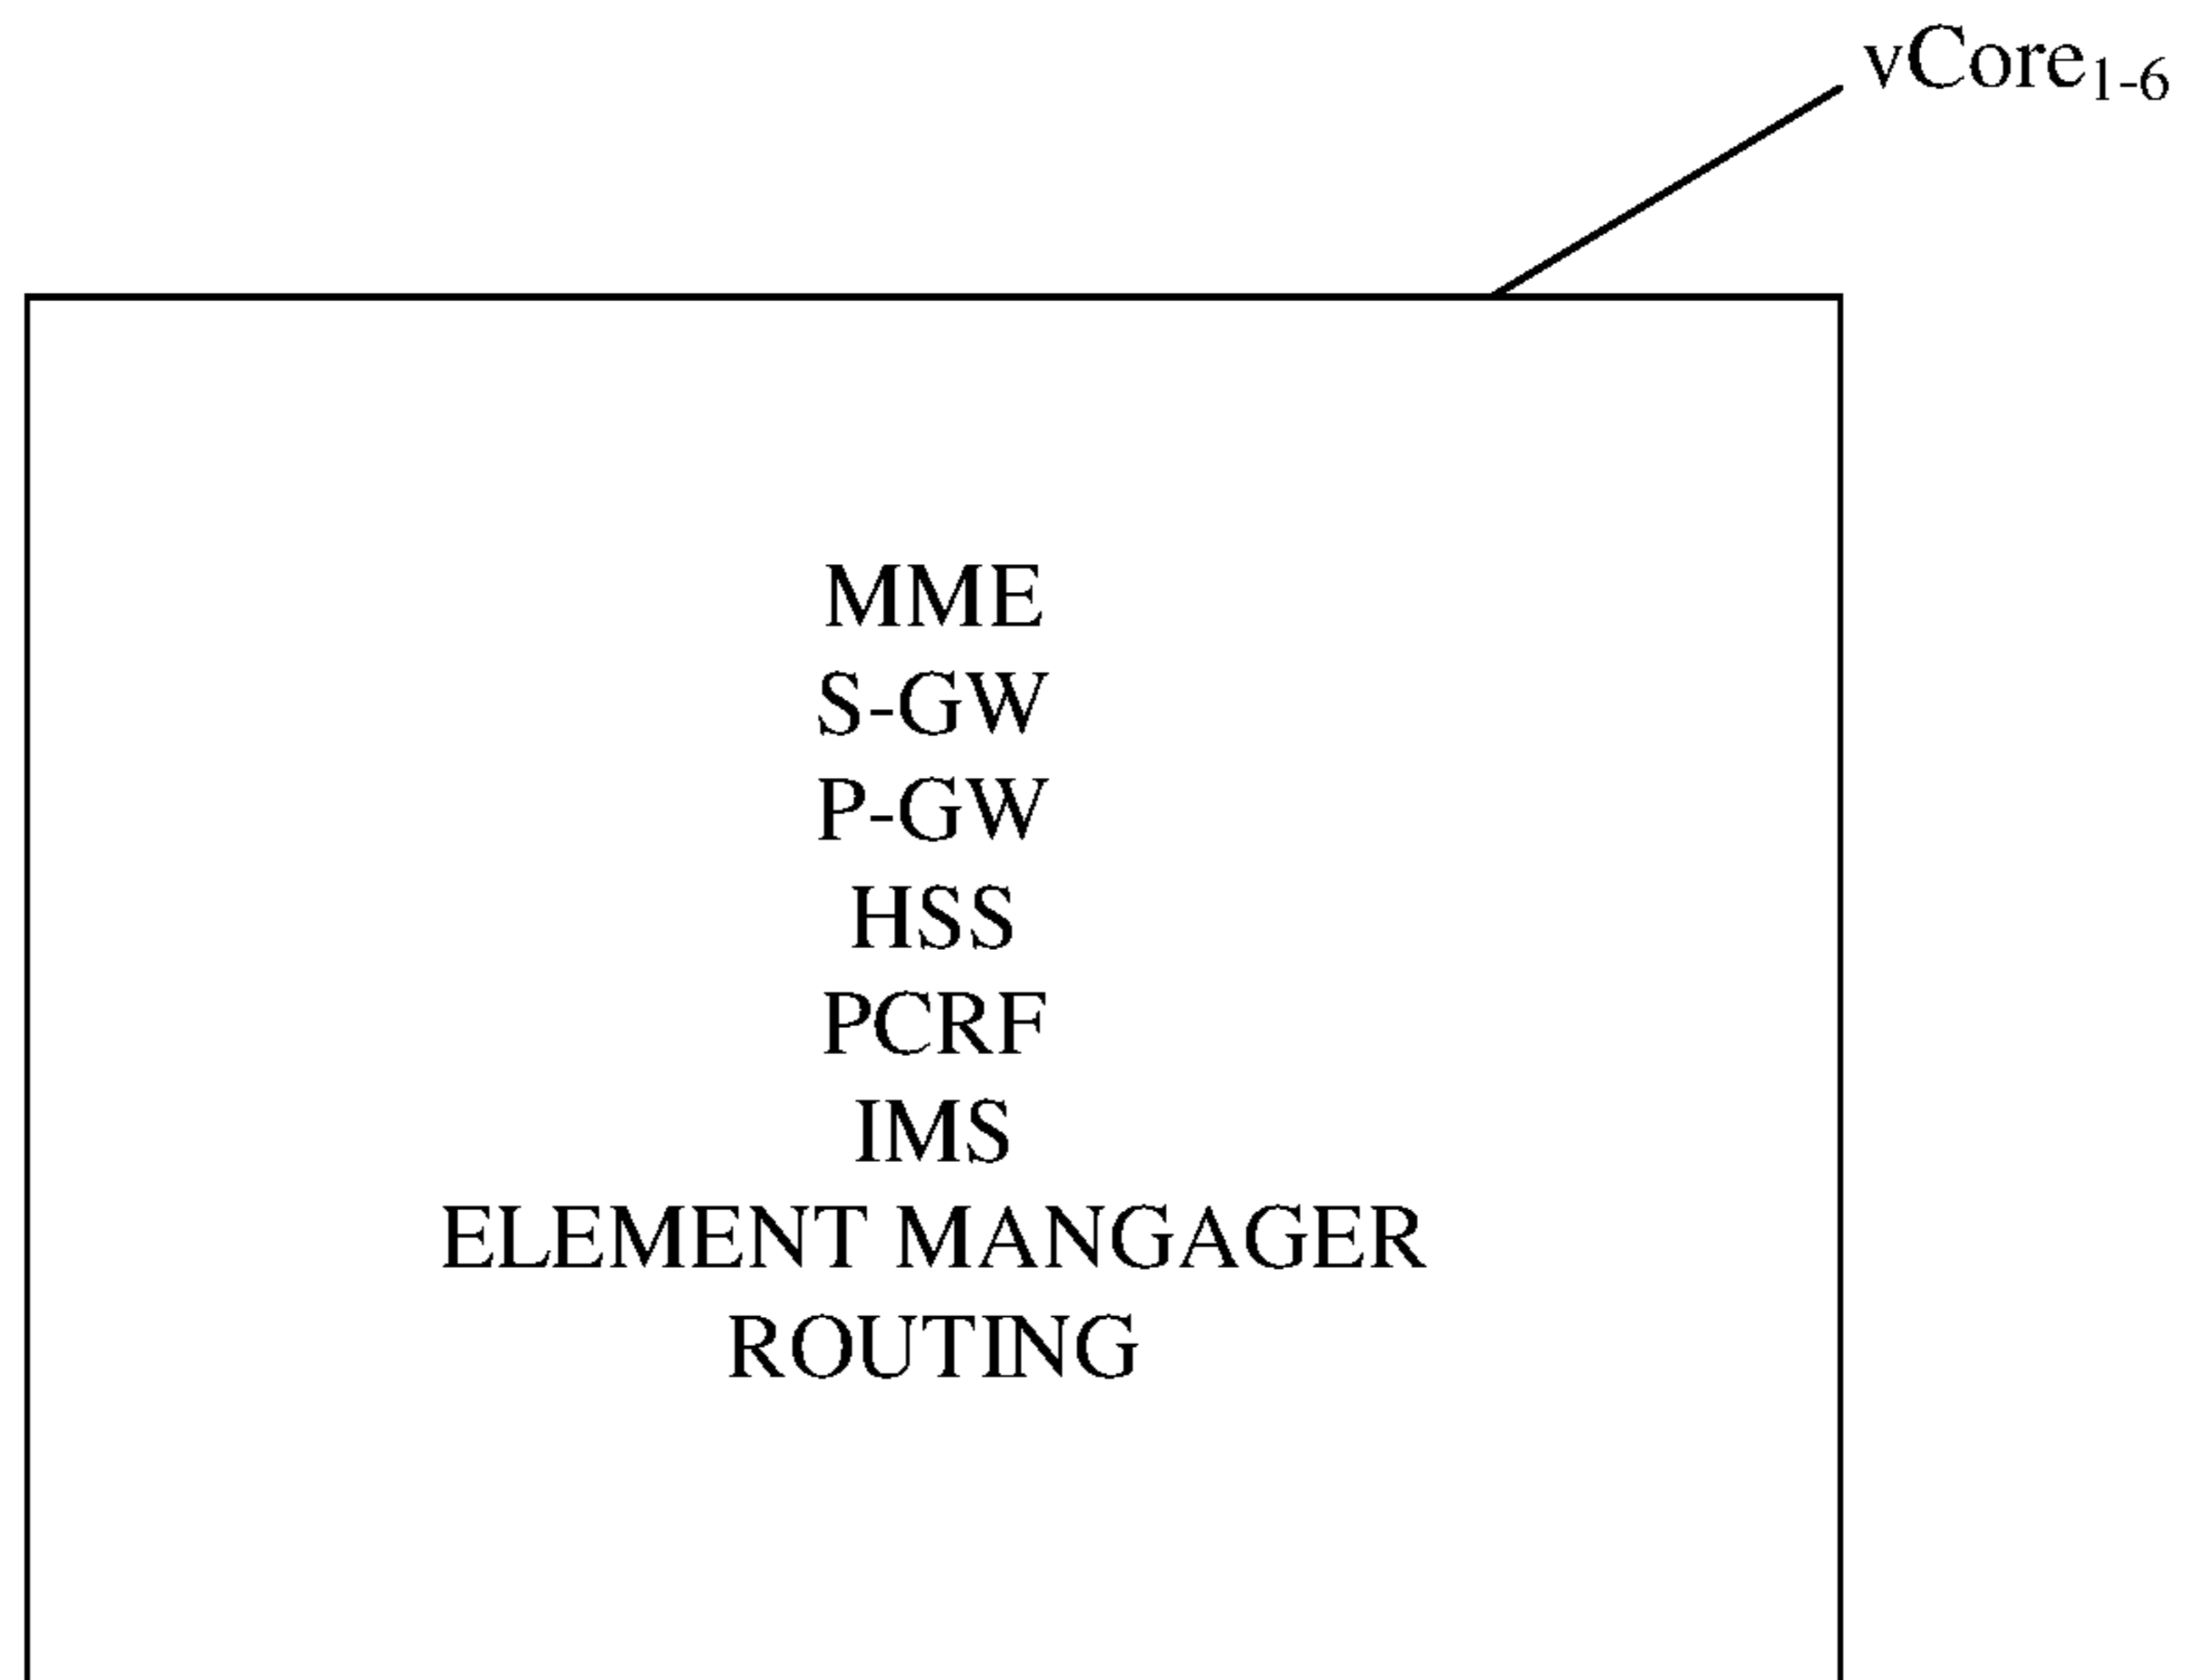 vCore1-6
MME
S-GW
P-GW
HSS
PCRF
IMS
ELEMENT MANGAGER
ROUTING